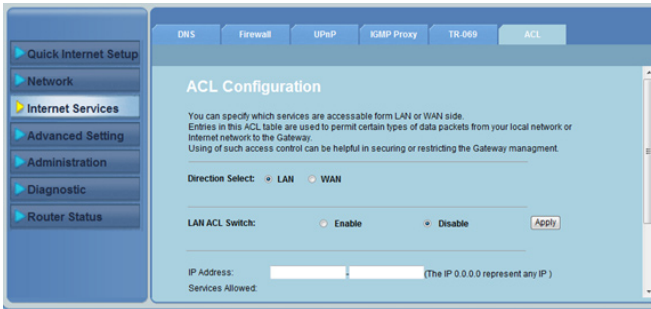 DNS Firewall UPnP IGMP Proxy TR-069 ACL
Quick Internet Setup
Network
Internet Services
Advanced Setting
Administration
Diagnostic
Router Status
ACL Configuration
You can specify which services are accessable form LAN or WAN side.
Entries in this ACL table are used to permit certain types of data packets from your local network or
Internet network to the Gateway.
Using of such access control can be helpful in securing or restricting the Gateway managment.
Direction Select: LAN WAN
LAN ACL Switch: Enable Disable Apply
IP Address: - (The IP 0.0.0.0 represent any IP )
Services Allowed: